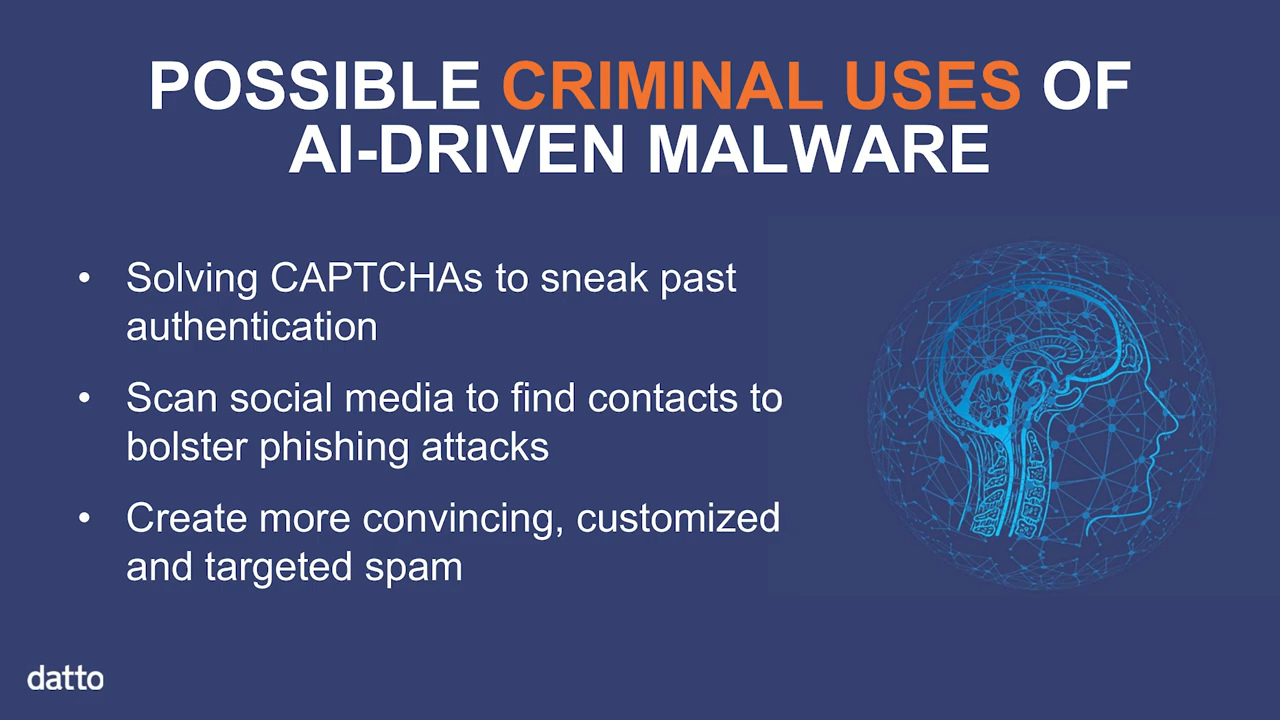 POSSIBLE CRIMINAL USES OF
AI-DRIVEN MALWARE
• Solving CAPTCHAs to sneak past
authentication
• Scan social media to find contacts to
bolster phishing attacks
• Create more convincing, customized
and targeted spam
datto